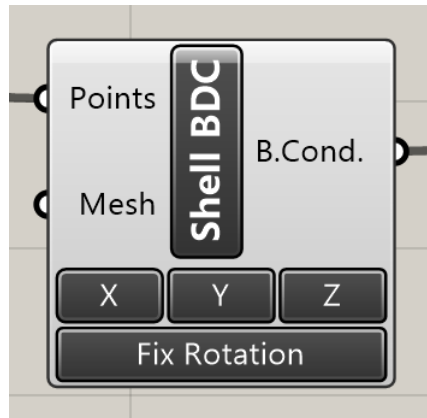 Points
Mesh
Shell BDC
B.Cond.
X Y Z
Fix Rotation